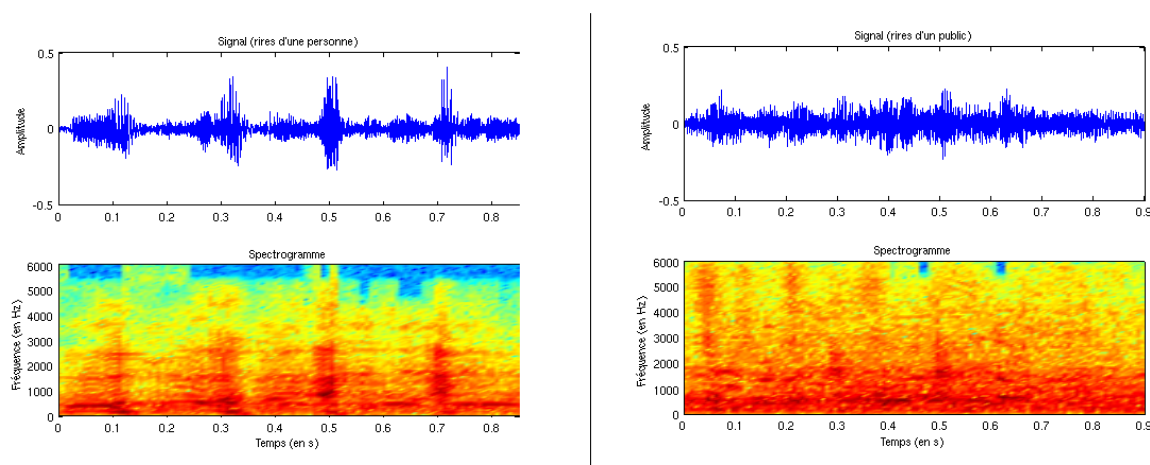 Signal (rires d'une personne)
0.5
0
-0.5
Amplitude
0 0.1 0.2 0.3 0.4 0.5 0.6 0.7 0.8
Spectrogramme
6000
5000
4000
3000
2000
1000
0
Fréquence (en Hz)
0 0.1 0.2 0.3 0.4 0.5 0.6 0.7 0.8
Temps (en s)
Signal (rires d'un public)
0.5
0
-0.5
Amplitude
0 0.1 0.2 0.3 0.4 0.5 0.6 0.7 0.8 0.9
Spectrogramme
6000
5000
4000
3000
2000
1000
0
Fréquence (en Hz)
0 0.1 0.2 0.3 0.4 0.5 0.6 0.7 0.8 0.9
Temps (en s)